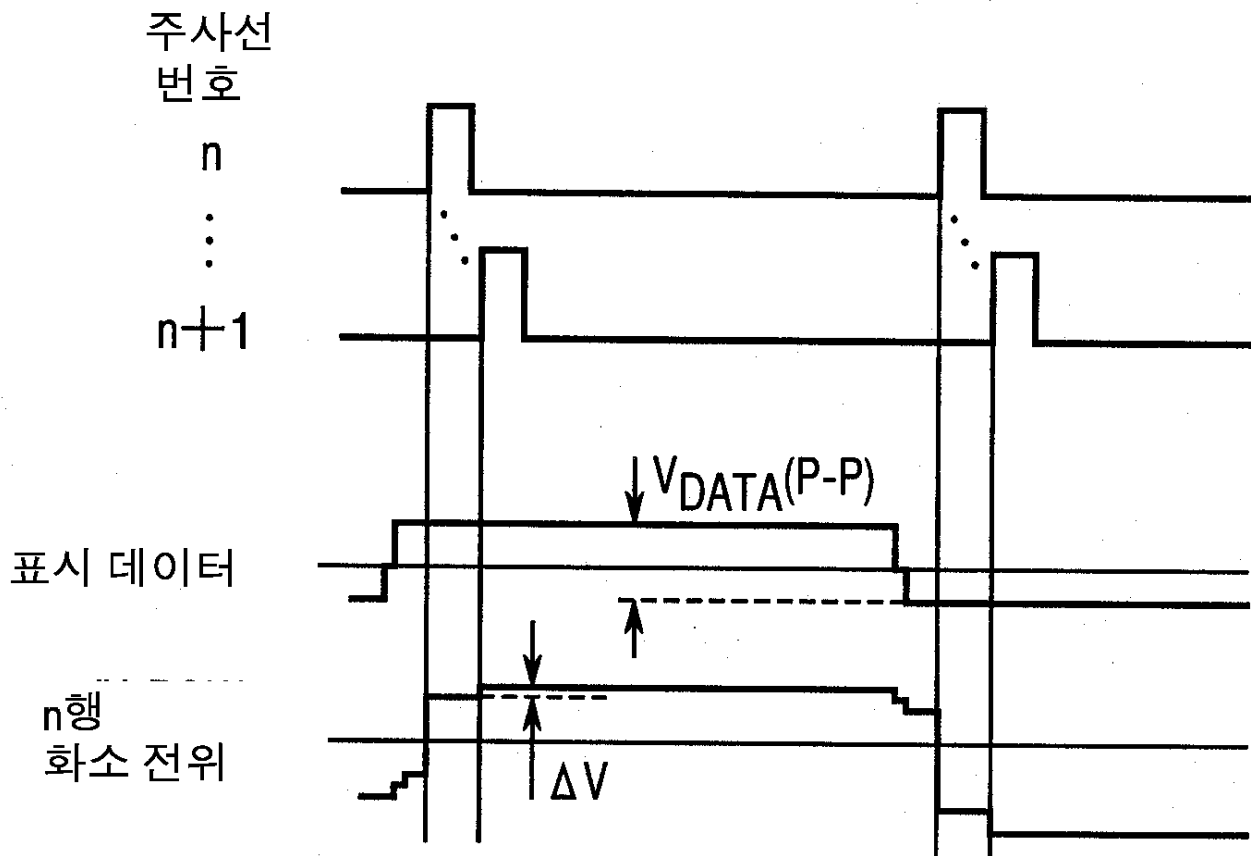 주사선
번호
n
⋮
n+1
V_DATA(P-P)
표시 데이터
n행
화소 전위
ΔV